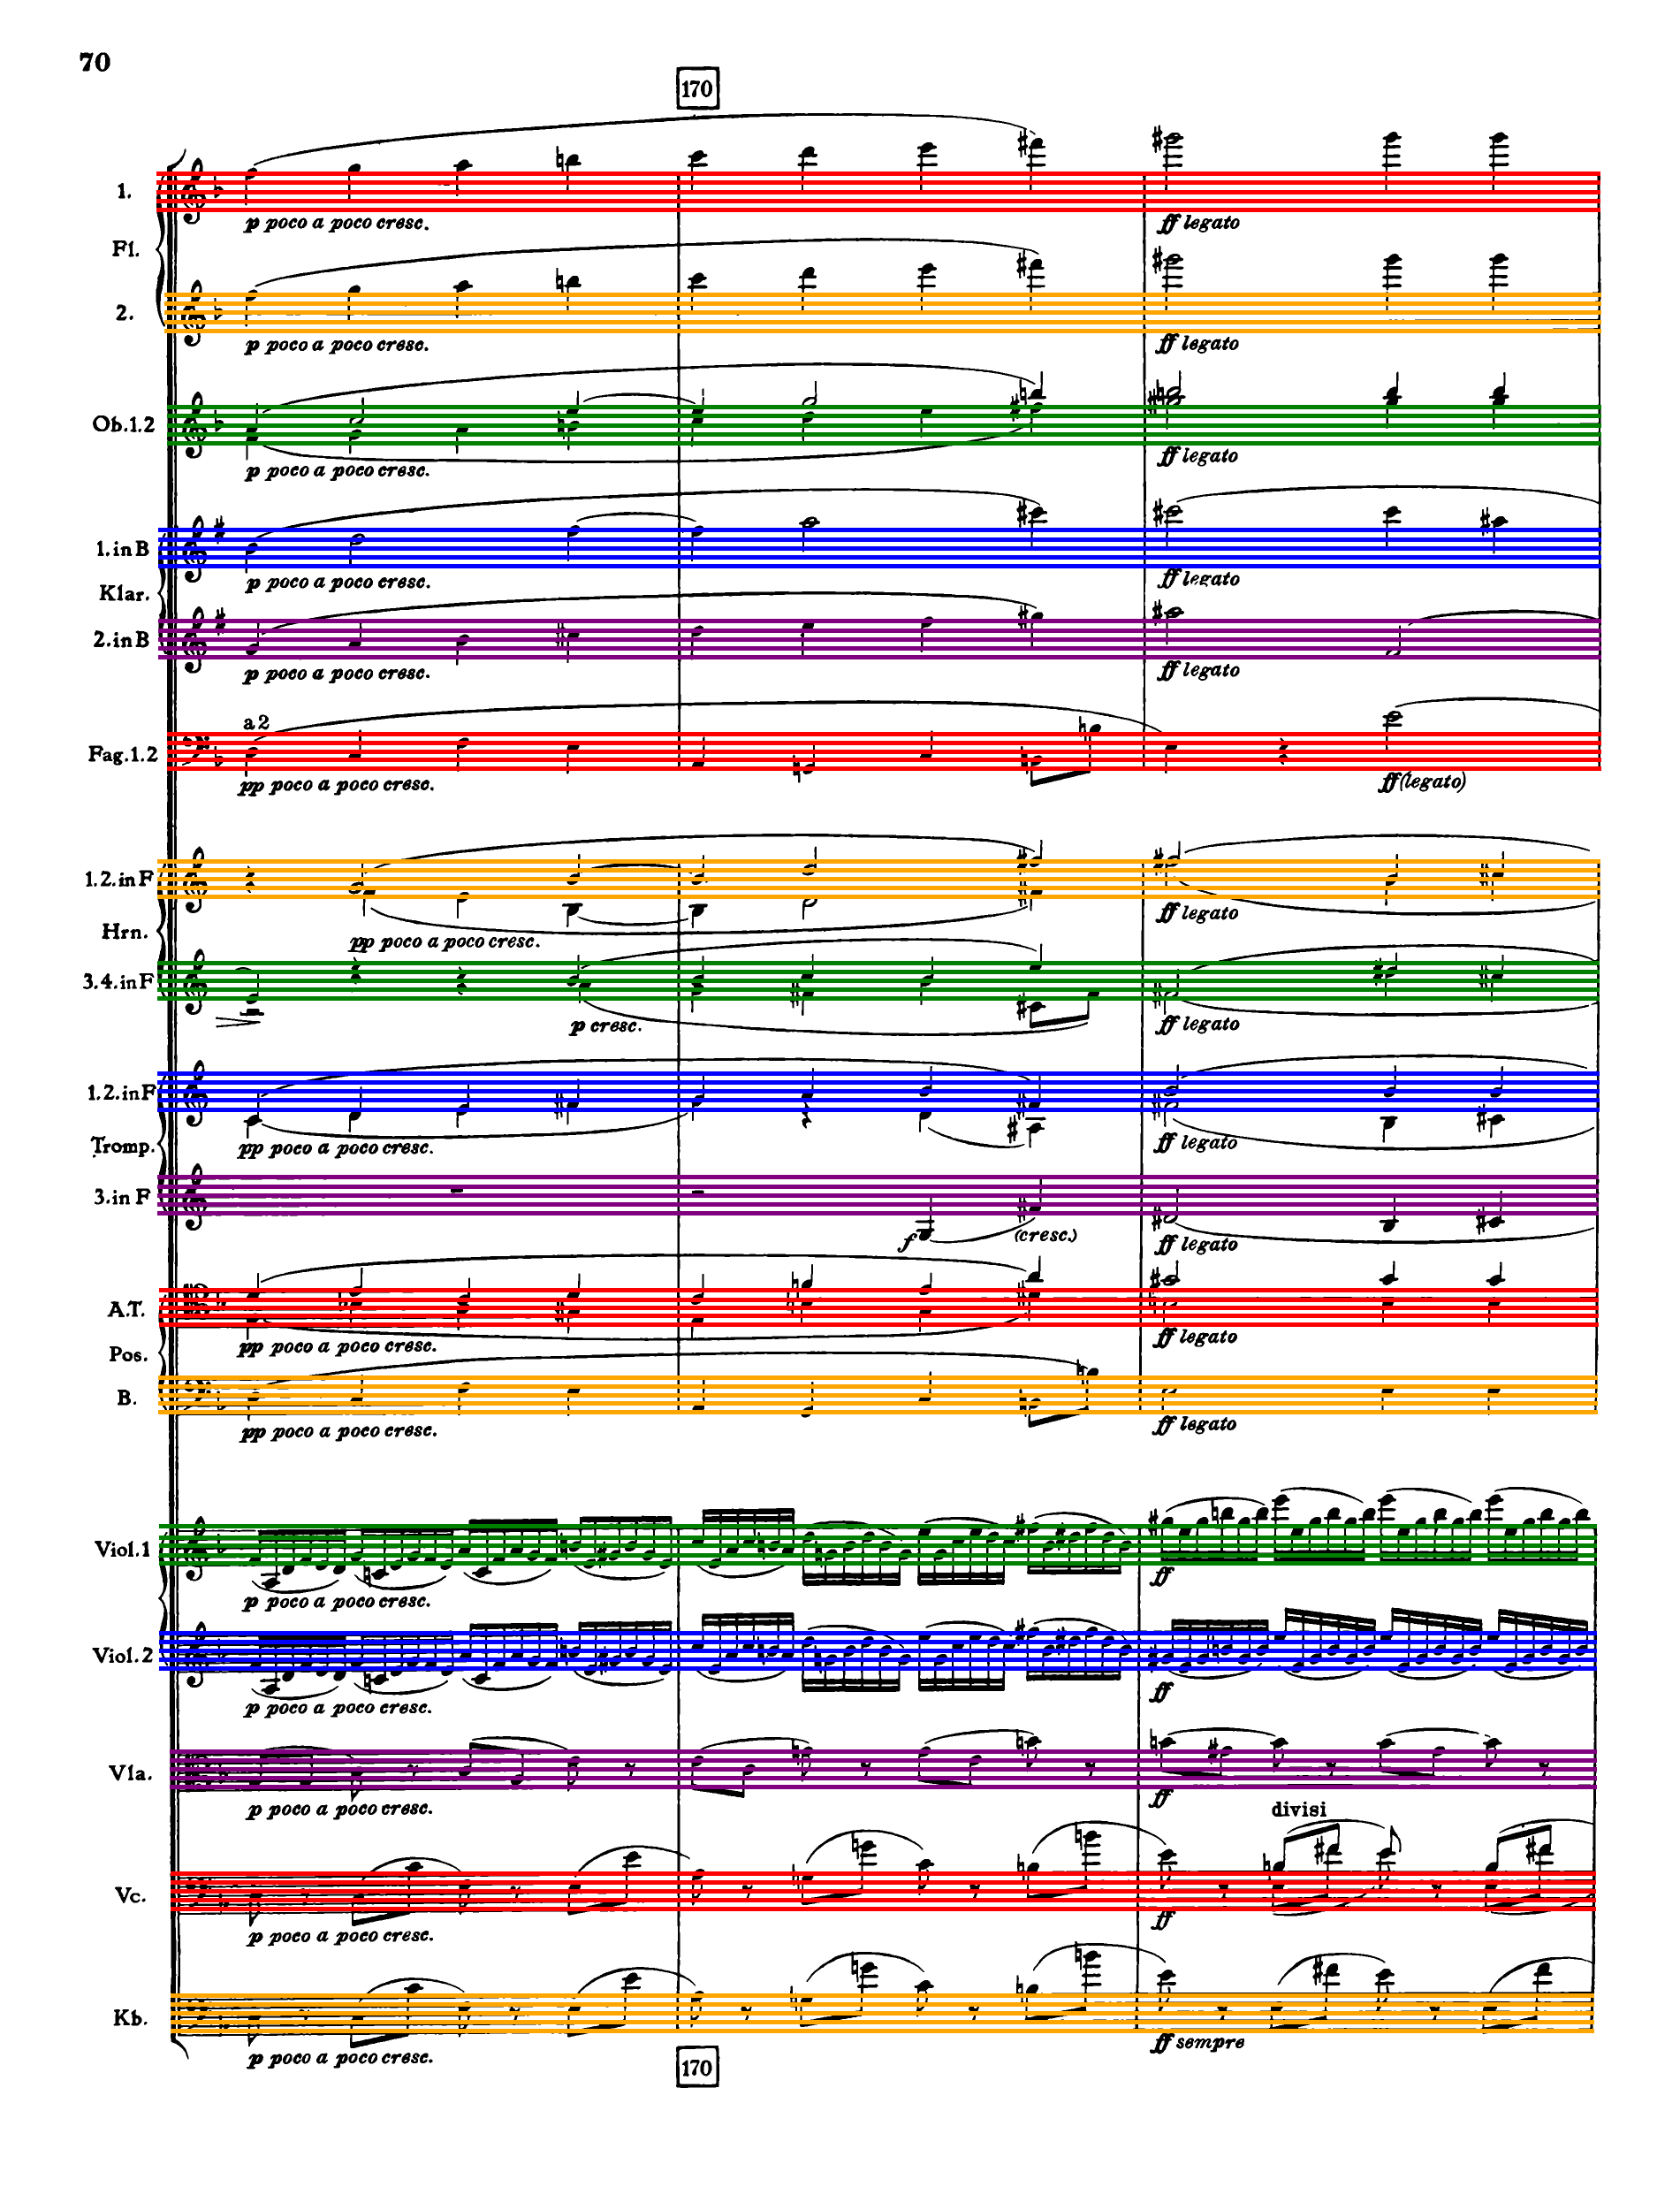 70
170
1.
p poco a poco cresc.
ff legato
Fl.
2.
p poco a poco cresc.
ff legato
Ob.1.2
p poco a poco cresc.
ff legato
1.in B
p poco a poco cresc.
ff legato
Klar.
2.in B
p poco a poco cresc.
ff legato
a 2
Fag.1.2
pp poco a poco cresc.
ff (legato)
1.2.in F
ff legato
Hrn.
pp poco a poco cresc.
3.4.in F
p cresc.
ff legato
1.2.in F
pp poco a poco cresc.
ff legato
Tromp.
3.in F
f
(cresc.)
ff legato
A.T.
pp poco a poco cresc.
ff legato
Pos.
B.
pp poco a poco cresc.
ff legato
Viol.1
ff
p poco a poco cresc.
Viol.2
ff
p poco a poco cresc.
Vla.
ff
p poco a poco cresc.
divisi
Vc.
ff
p poco a poco cresc.
Kb.
ff sempre
p poco a poco cresc.
170